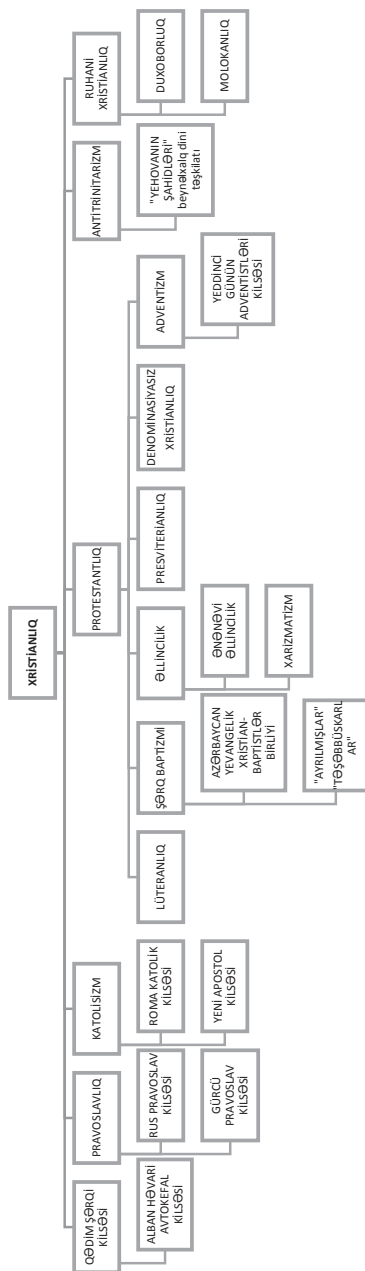 XRİSTİANLIQ
QƏDİM ŞƏRQİ
KİLSƏSİ
ALBAN HƏVARİ
AVTOKEFAL
KİLSƏSİ
PRAVOSLAVLIQ
RUS PRAVOSLAV
KİLSƏSİ
GÜRCÜ
PRAVOSLAV
KİLSƏSİ
KATOLİSİZM
ROMA KATOLİK
KİLSƏSİ
YENİ APOSTOL
KİLSƏSİ
PROTESTANTLIQ
LÜTERANLIQ
ŞƏRQ BAPTİZMİ
AZƏRBAYCAN
YEVANGELİK
XRİSTİAN-
BAPTİSTLƏR
BİRLİYİ
"AYRILMIŞLAR"
"TƏŞƏBBÜSKARL
AR"
ƏLLİNCİLİK
ƏNƏNƏVİ
ƏLLİNCİLİK
XARİZMATİZM
PRESVİTERİANLIQ
DENOMİNASİYASIZ
XRİSTİANLIQ
ADVENTİZM
YEDDİNCİ
GÜNÜN
ADVENTİSTLƏRİ
KİLSƏSİ
ANTİTRİNİTARİZM
"YEHOVANIN
ŞAHİDLƏRİ"
beynəlxalq dini
təşkilatı
RUHANİ
XRİSTİANLIQ
DUXOBORLUQ
MOLOKANLIQ